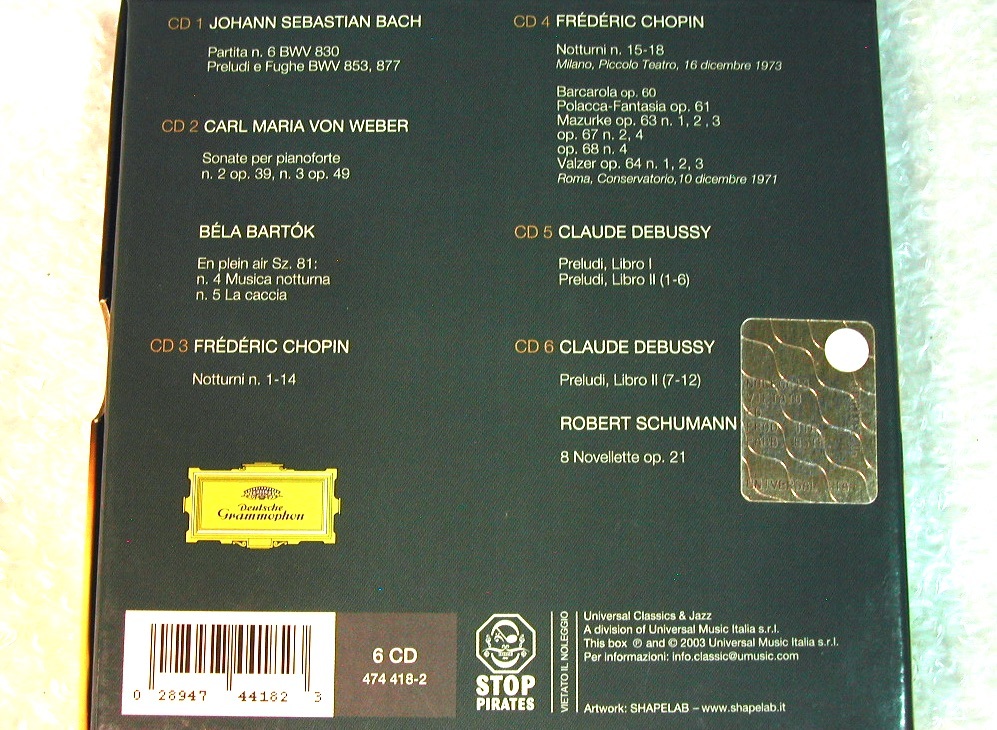 CD 1 JOHANN SEBASTIAN BACH
Partita n. 6 BWV 830
Preludi e Fughe BWV 853, 877
CD 2 CARL MARIA VON WEBER
Sonate per pianoforte
n. 2 op. 39, n. 3 op. 49
BÉLA BARTÓK
En plein air Sz. 81:
n. 4 Musica notturna
n. 5 La caccia
CD 3 FRÉDÉRIC CHOPIN
Notturni n. 1-14
CD 4 FRÉDÉRIC CHOPIN
Notturni n. 15-18
Milano, Piccolo Teatro, 16 dicembre 1973
Barcarola op. 60
Polacca-Fantasia op. 61
Mazurke op. 63 n. 1, 2 , 3
op. 67 n. 2, 4
op. 68 n. 4
Valzer op. 64 n. 1, 2, 3
Roma, Conservatorio, 10 dicembre 1971
CD 5 CLAUDE DEBUSSY
Preludi, Libro I
Preludi, Libro II (1-6)
CD 6 CLAUDE DEBUSSY
Preludi, Libro II (7-12)
ROBERT SCHUMANN
8 Novellette op. 21
Deutsche
Grammophon
0 28947 44182 3
6 CD
474 418-2
STOP
PIRATES
VIETATO IL NOLEGGIO
Universal Classics & Jazz
A division of Universal Music Italia s.r.l.
This box ℗ and © 2003 Universal Music Italia s.r.l.
Per informazioni: info.classic@umusic.com
Artwork: SHAPELAB – www.shapelab.it